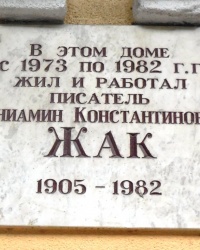 В ЭТОМ ДОМЕ
С 1973 ПО 1982 Г.Г
ЖИЛ И РАБОТАЛ
ПИСАТЕЛЬ
НИАМИН КОНСТАНТИНОВ
ЖАК
1905 - 1982